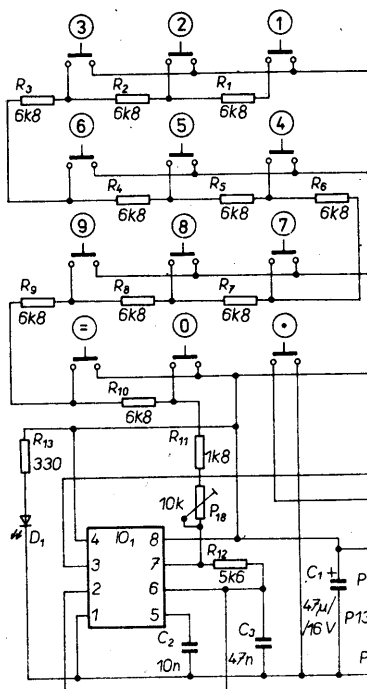 3 2 1
R3 R2 R1
6k8 6k8 6k8
6 5 4
R4 R5 R6
6k8 6k8 6k8
9 8 7
R9 R8 R7
6k8 6k8 6k8
= 0 •
R10
6k8
R13 R11
330 1k8
10k P18
D1
IO1
4 8 R12
3 7 5k6
2 6 C1 + P
1 5 47µ/ P13
C2 C3 /16V
10n 47n P